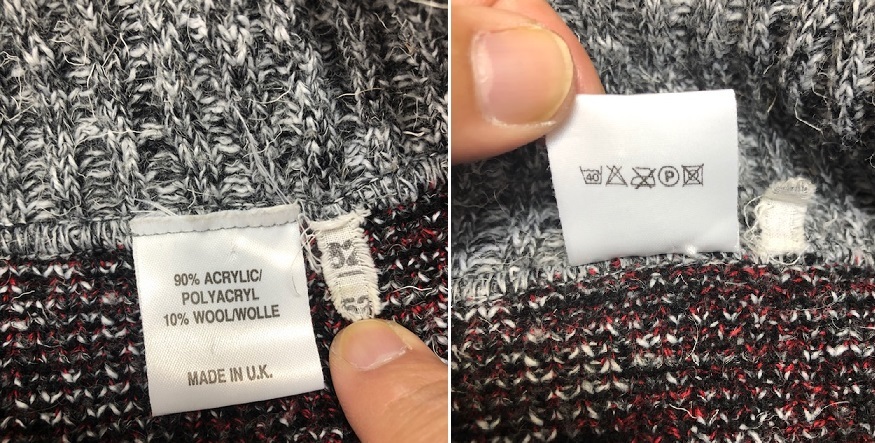 90% ACRYLIC/
POLYACRYL
10% WOOL/WOLLE
MADE IN U.K.
40
P